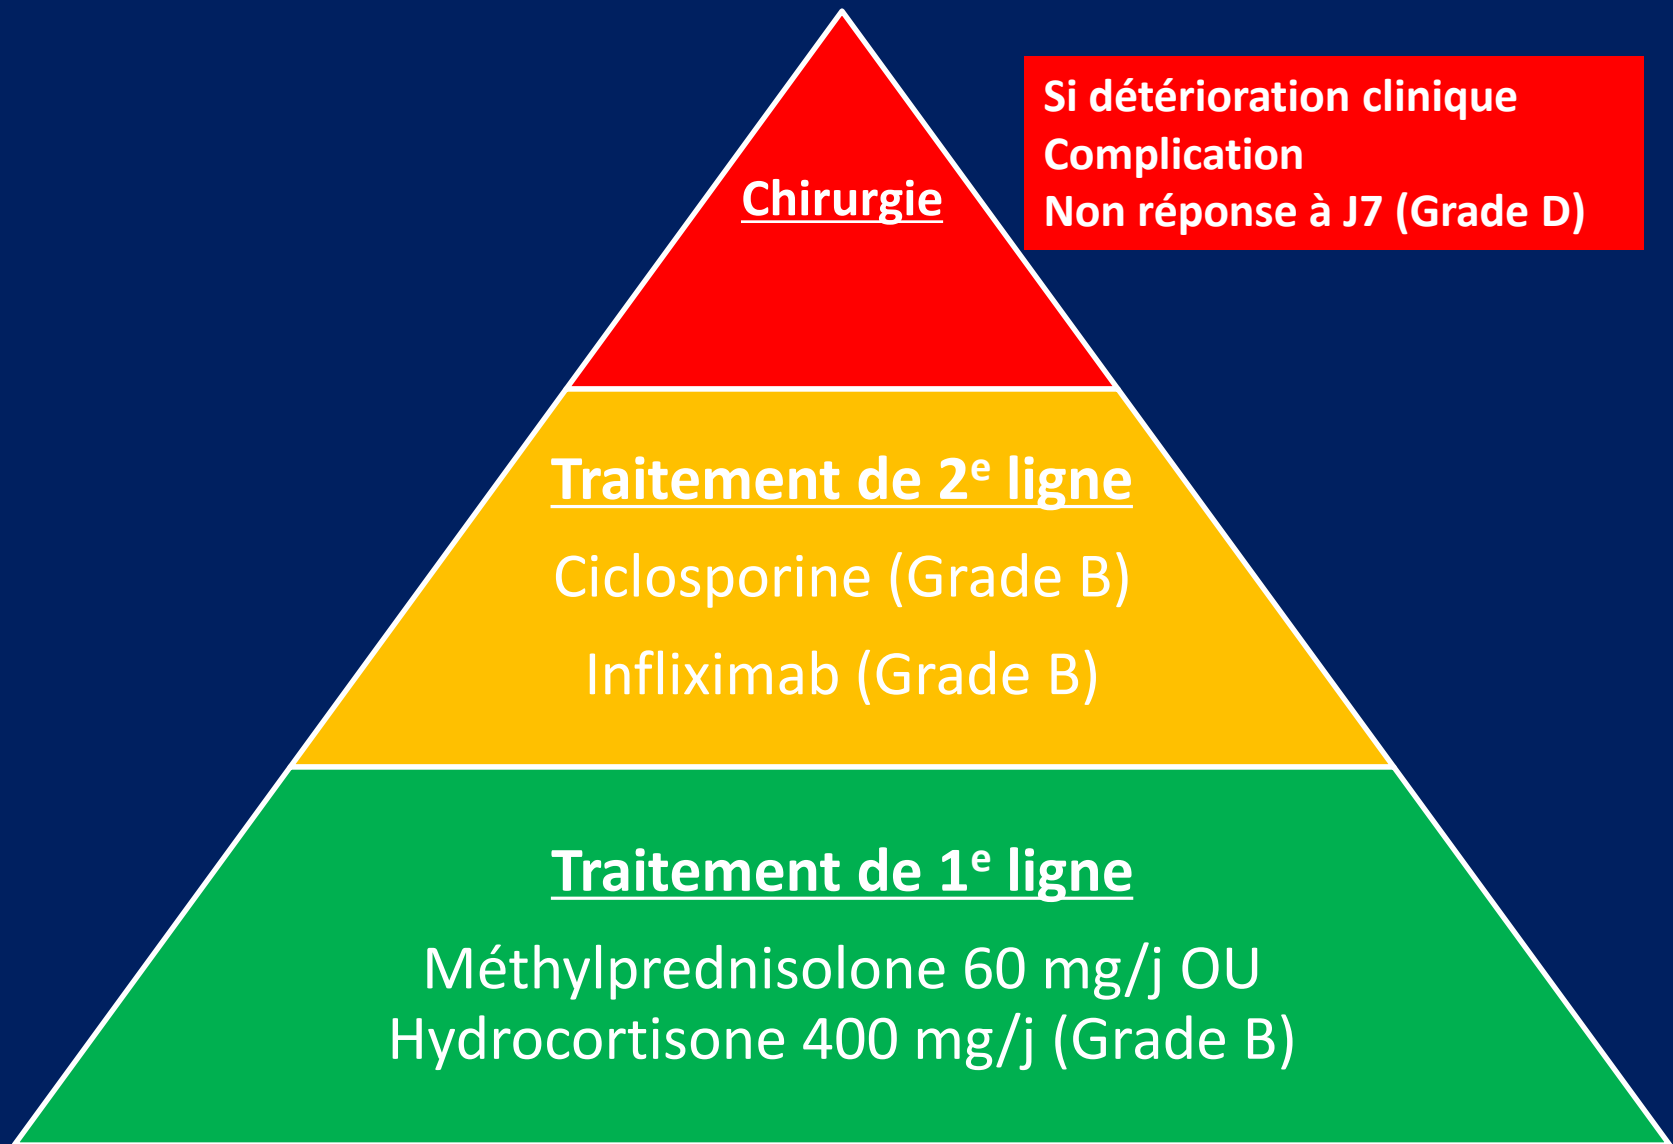 Si détérioration clinique
Complication
Non réponse à J7 (Grade D)
Chirurgie
Traitement de 2e ligne
Ciclosporine (Grade B)
Infliximab (Grade B)
Traitement de 1e ligne
Méthylprednisolone 60 mg/j OU
Hydrocortisone 400 mg/j (Grade B)